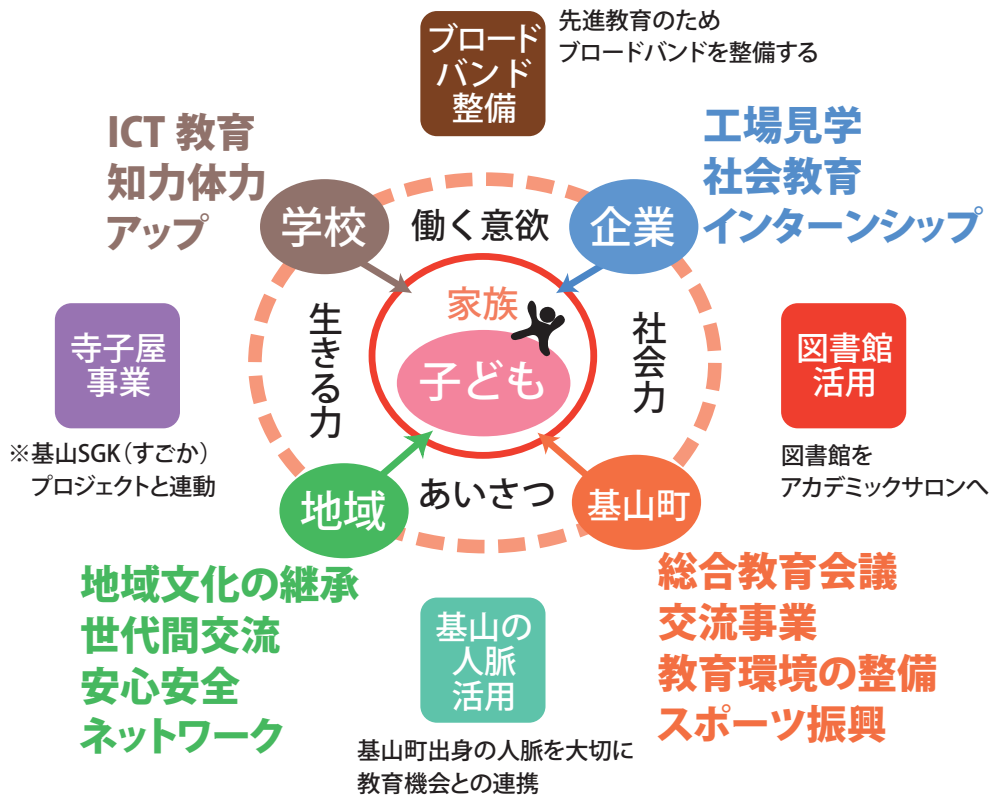 ブロード
バンド
整備
先進教育のため
ブロードバンドを整備する
ICT 教育
知力体力
アップ
工場見学
社会教育
インターンシップ
学校
働く意欲
企業
家族
子ども
生きる力
社会力
寺子屋
事業
※基山SGK（すごか）
プロジェクトと連動
図書館
活用
図書館を
アカデミックサロンへ
地域
あいさつ
基山町
地域文化の継承
世代間交流
安心安全
ネットワーク
総合教育会議
交流事業
教育環境の整備
スポーツ振興
基山の
人脈
活用
基山町出身の人脈を大切に
教育機会との連携